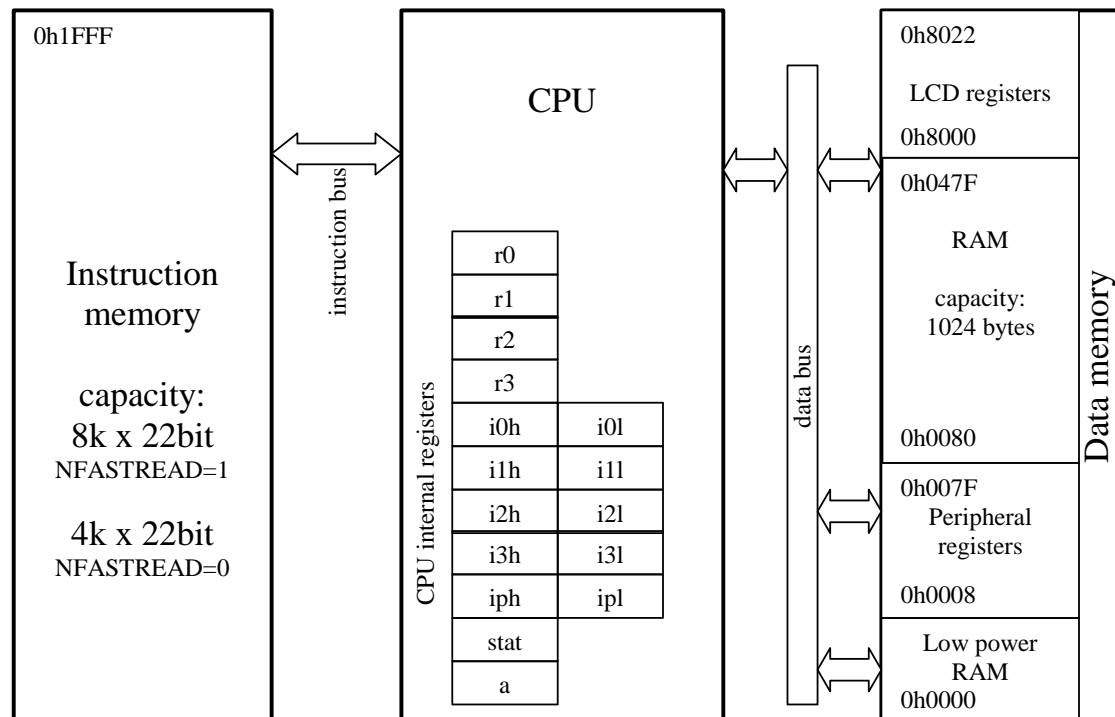 0h1FFF
Instruction
memory
capacity:
8k x 22bit
NFASTREAD=1
4k x 22bit
NFASTREAD=0
instruction bus
CPU
CPU internal registers
r0
r1
r2
r3
i0h i0l
i1h i1l
i2h i2l
i3h i3l
iph ipl
stat
a
data bus
0h8022
LCD registers
0h8000
0h047F
RAM
capacity:
1024 bytes
0h0080
0h007F
Peripheral
registers
0h0008
Low power
RAM
0h0000
Data memory